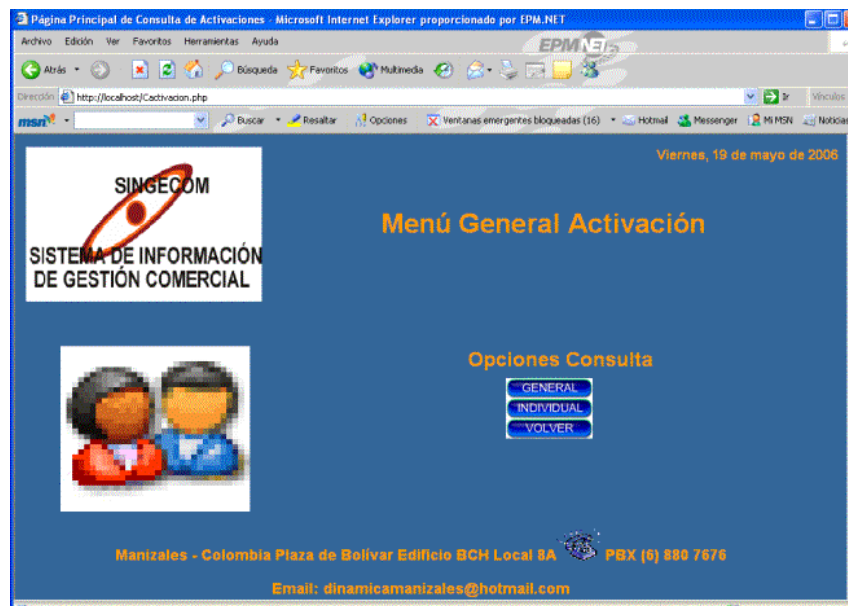 Página Principal de Consulta de Activaciones - Microsoft Internet Explorer proporcionado por EPM.NET
Archivo Edición Ver Favoritos Herramientas Ayuda
EPMNET
Atrás Búsqueda Favoritos Multimedia
Dirección http://localhost/Cactivacion.php Ir Vínculos
msn Buscar Resaltar Opciones Ventanas emergentes bloqueadas (16) Hotmail Messenger Mi MSN Noticias
Viernes, 19 de mayo de 2006
SINGECOM
SISTEMA DE INFORMACIÓN
DE GESTIÓN COMERCIAL
Menú General Activación
Opciones Consulta
GENERAL
INDIVIDUAL
VOLVER
Manizales - Colombia Plaza de Bolívar Edificio BCH Local 8A PBX (6) 880 7676
Email: dinamicamanizales@hotmail.com